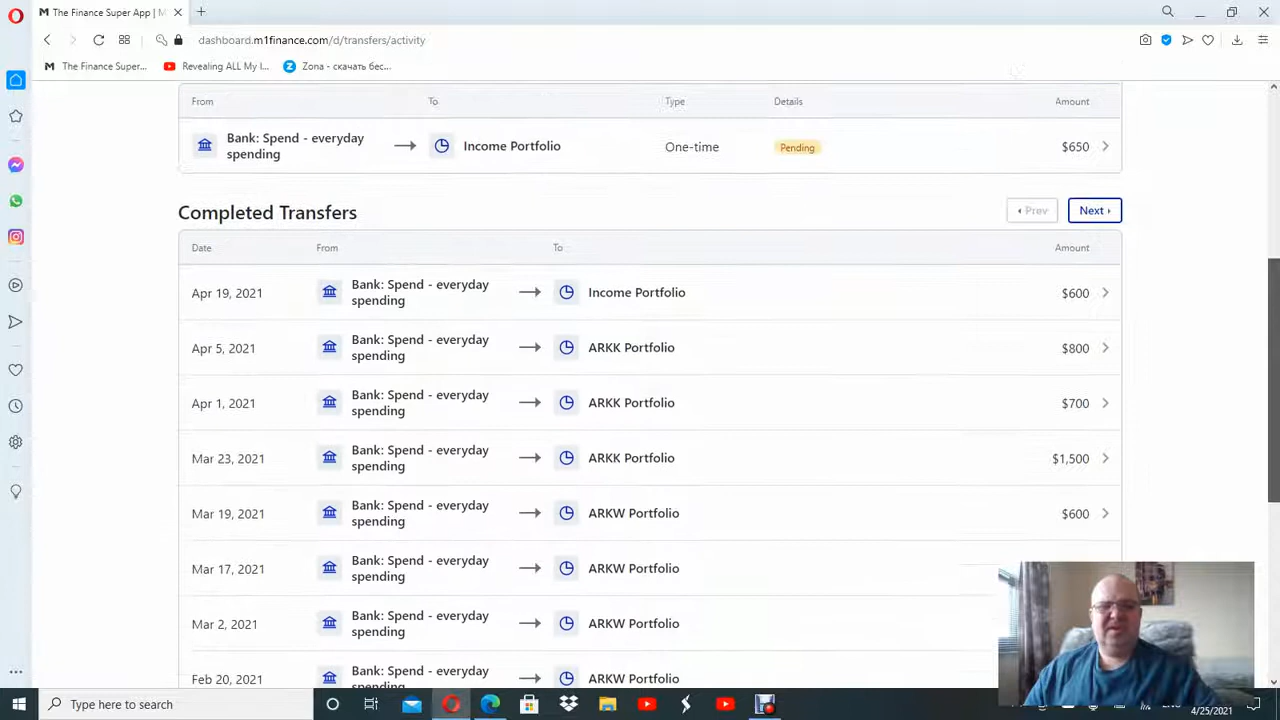 The Finance Super App | M
dashboard.m1finance.com/d/transfers/activity
The Finance Super...
Revealing ALL My I...
Zona - скачать бес...
From To Type Details Amount
Bank: Spend - everyday
spending
Income Portfolio One-time Pending $650
Completed Transfers
Prev Next
Date From To Amount
Apr 19, 2021 Bank: Spend - everyday
spending
Income Portfolio $600
Apr 5, 2021 Bank: Spend - everyday
spending
ARKK Portfolio $800
Apr 1, 2021 Bank: Spend - everyday
spending
ARKK Portfolio $700
Mar 23, 2021 Bank: Spend - everyday
spending
ARKK Portfolio $1,500
Mar 19, 2021 Bank: Spend - everyday
spending
ARKW Portfolio $600
Mar 17, 2021 Bank: Spend - everyday
spending
ARKW Portfolio
Mar 2, 2021 Bank: Spend - everyday
spending
ARKW Portfolio
Feb 20, 2021 Bank: Spend - everyday
spending
ARKW Portfolio
Type here to search
4/25/2021